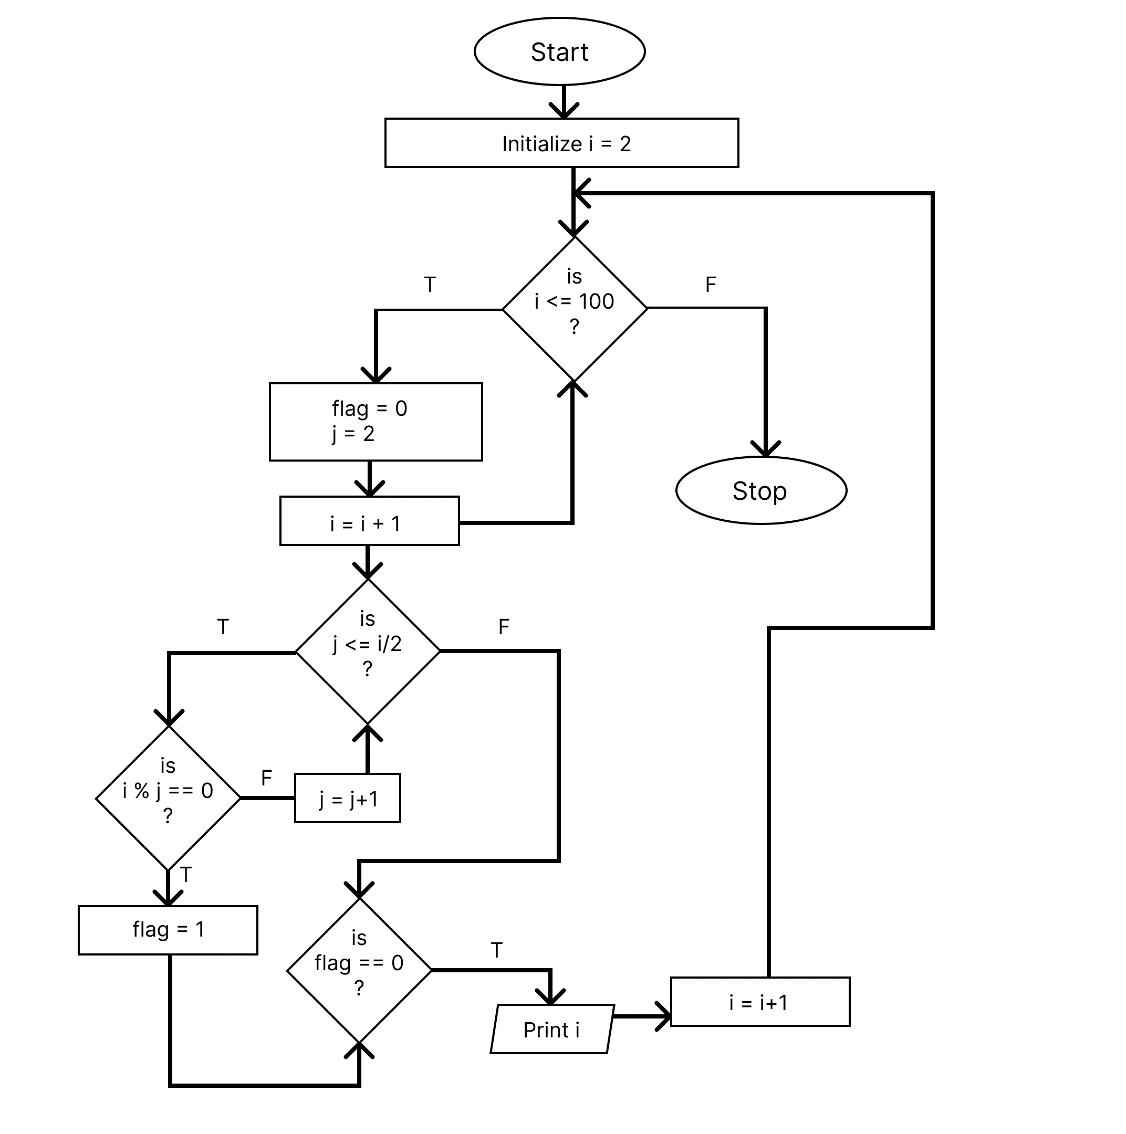 Start
Initialize i = 2
is
i <= 100
?
T
F
flag = 0
j = 2
Stop
i = i + 1
is
j <= i/2
?
T
F
is
i % j == 0
?
F
j = j+1
T
flag = 1
is
flag == 0
?
T
Print i
i = i+1